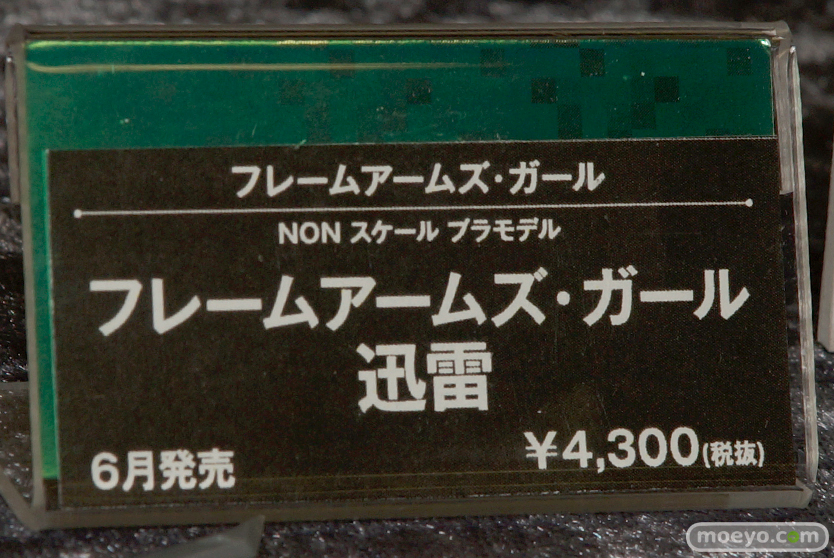 フレームアームズ・ガール
NON スケール プラモデル
フレームアームズ・ガール
迅雷
6月発売
¥4,300(税抜)
moeyo.com